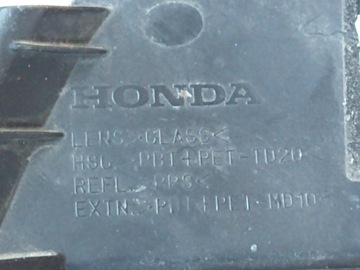 HONDA
LENS >GLASS<
HSG >PBT+PET-TD20<
REFL >PPS<
EXTN >PBT+PET-MD10<